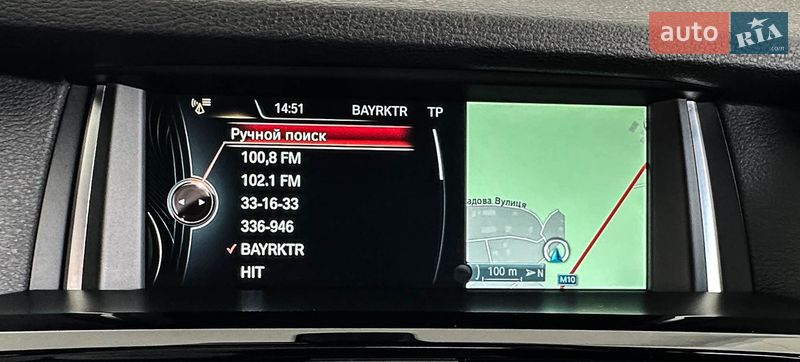 auto RIA.com
14:51 BAYRKTR TP
Ручной поиск
100,8 FM
102.1 FM
33-16-33
336-946
BAYRKTR
HIT
адова Вулиця
100 m N
M10